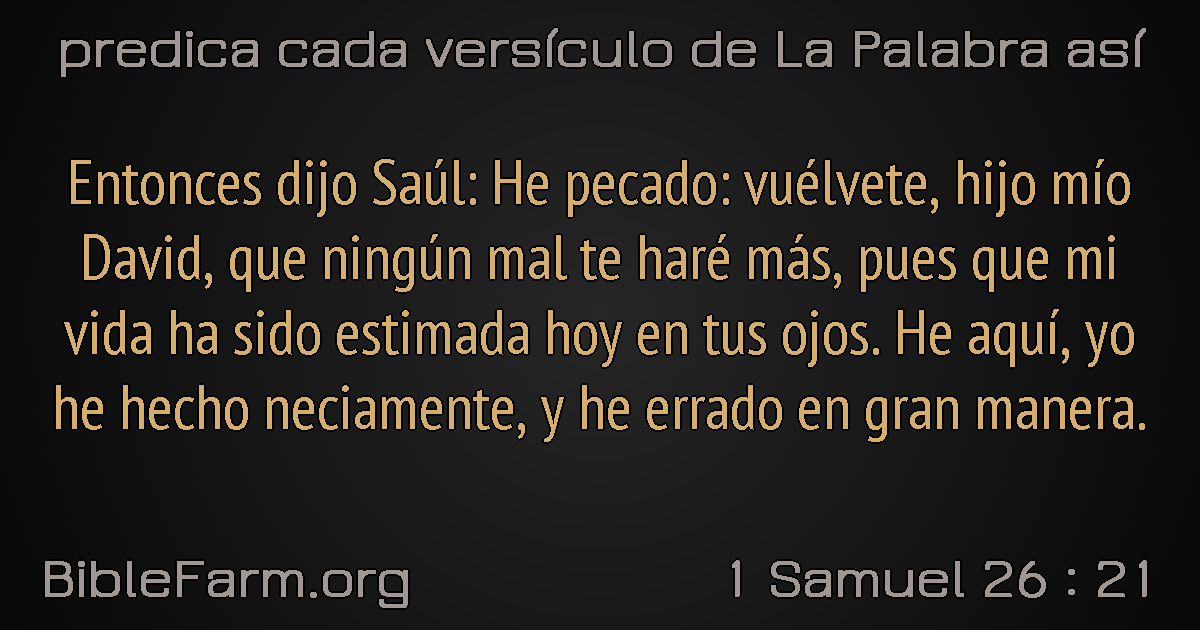 predica cada versículo de La Palabra así
Entonces dijo Saúl: He pecado: vuélvete, hijo mío
David, que ningún mal te haré más, pues que mi
vida ha sido estimada hoy en tus ojos. He aquí, yo
he hecho neciamente, y he errado en gran manera.
BibleFarm.org
1 Samuel 26 : 21